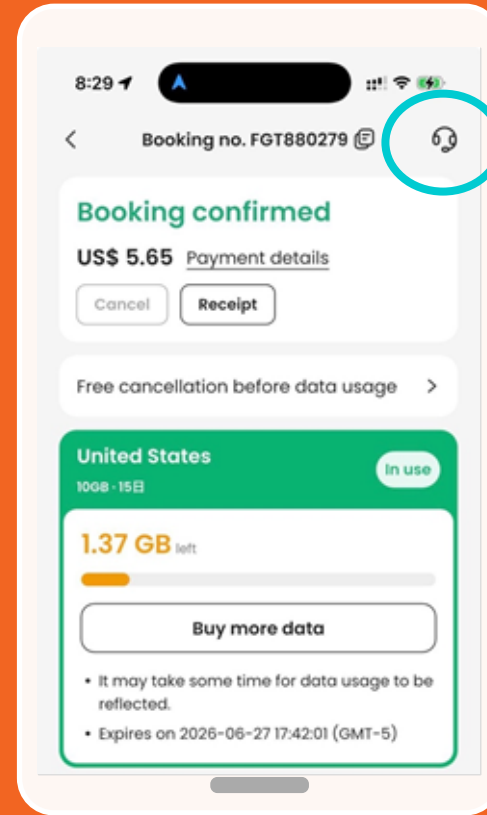 8:29
Booking no. FGT880279
Booking confirmed
US$ 5.65 Payment details
Cancel Receipt
Free cancellation before data usage
United States
In use
10GB · 15日
1.37 GB left
Buy more data
• It may take some time for data usage to be
reflected.
• Expires on 2026-06-27 17:42:01 (GMT-5)